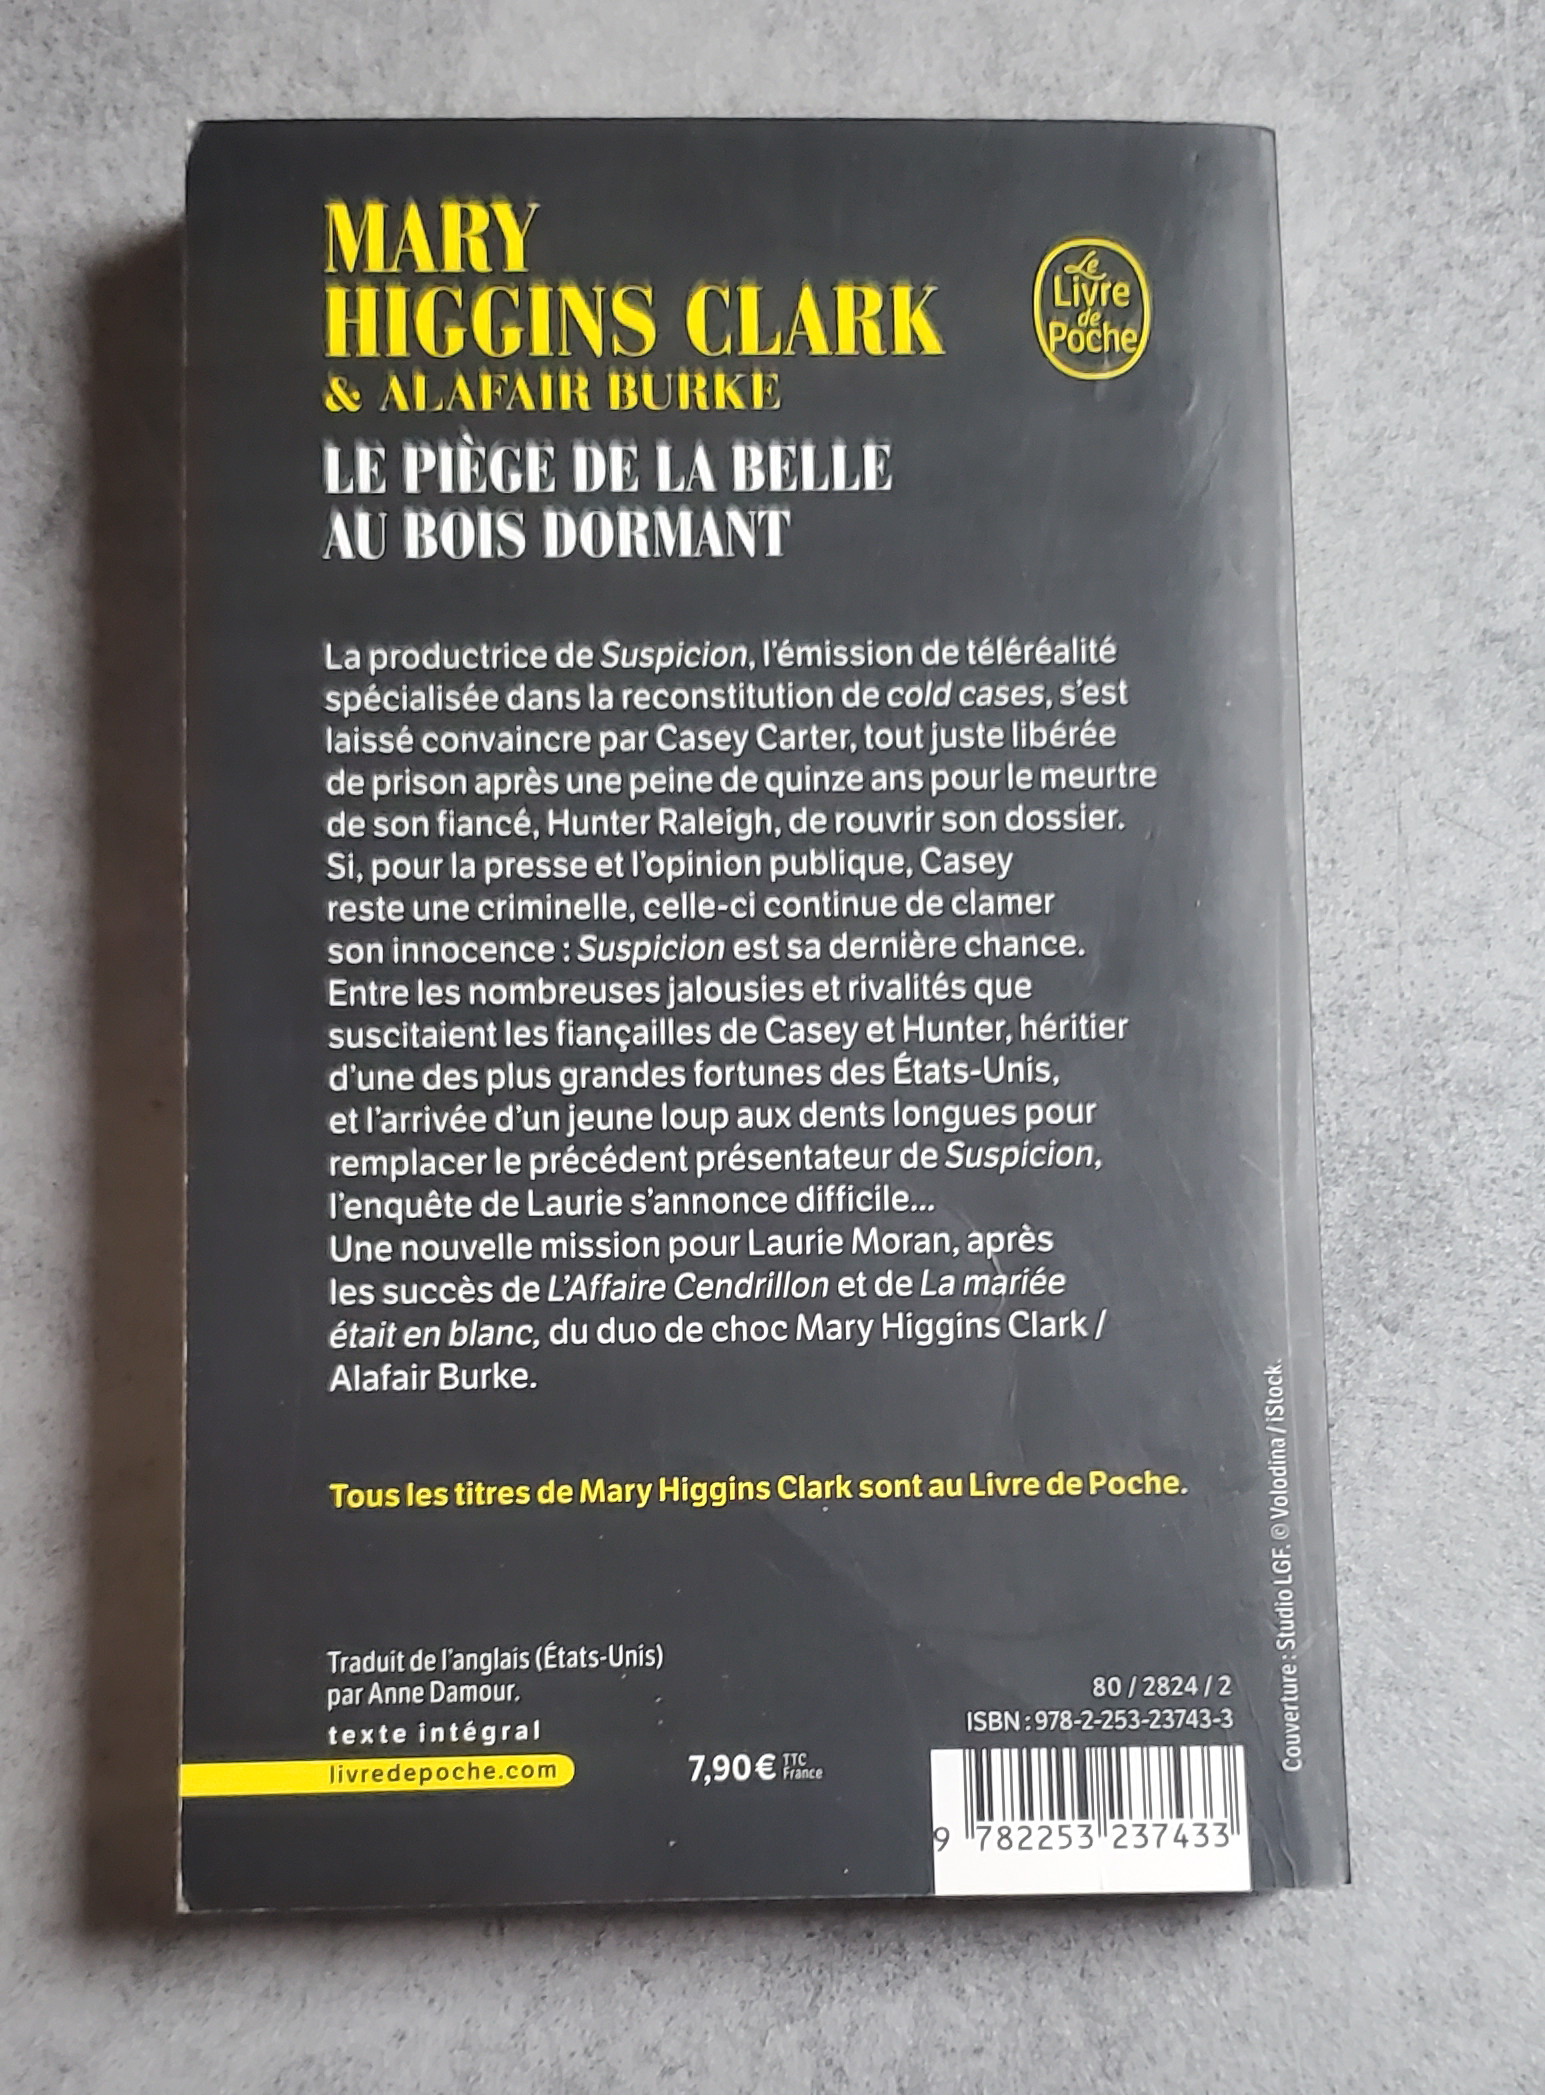 MARY
HIGGINS CLARK
& ALAFAIR BURKE
Le
Livre
de
Poche
LE PIÈGE DE LA BELLE
AU BOIS DORMANT
La productrice de Suspicion, l'émission de téléréalité
spécialisée dans la reconstitution de cold cases, s'est
laissé convaincre par Casey Carter, tout juste libérée
de prison après une peine de quinze ans pour le meurtre
de son fiancé, Hunter Raleigh, de rouvrir son dossier.
Si, pour la presse et l'opinion publique, Casey
reste une criminelle, celle-ci continue de clamer
son innocence : Suspicion est sa dernière chance.
Entre les nombreuses jalousies et rivalités que
suscitaient les fiançailles de Casey et Hunter, héritier
d'une des plus grandes fortunes des États-Unis,
et l'arrivée d'un jeune loup aux dents longues pour
remplacer le précédent présentateur de Suspicion,
l'enquête de Laurie s'annonce difficile...
Une nouvelle mission pour Laurie Moran, après
les succès de L'Affaire Cendrillon et de La mariée
était en blanc, du duo de choc Mary Higgins Clark /
Alafair Burke.
Tous les titres de Mary Higgins Clark sont au Livre de Poche.
Traduit de l'anglais (États-Unis)
par Anne Damour.
texte intégral
livredepoche.com
7,90 € TTC
France
80 / 2824 / 2
ISBN : 978-2-253-23743-3
9 782253 237433
Couverture : Studio LGF. © Volodina / iStock.